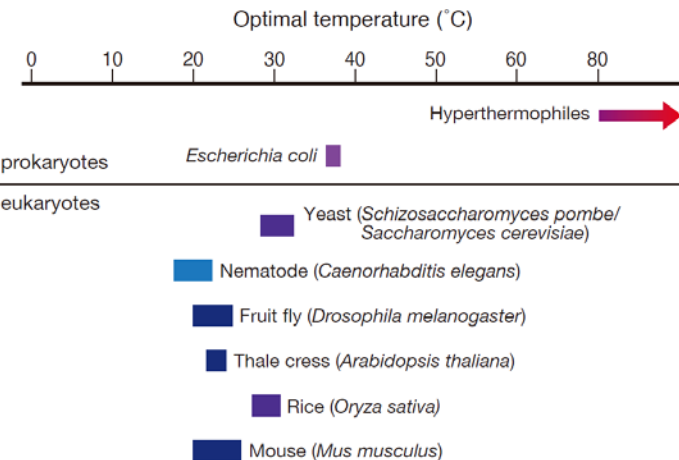 Optimal temperature (˚C)
0 10 20 30 40 50 60 80
Hyperthermophiles
Escherichia coli
prokaryotes
eukaryotes
Yeast (Schizosaccharomyces pombe/
Saccharomyces cerevisiae)
Nematode (Caenorhabditis elegans)
Fruit fly (Drosophila melanogaster)
Thale cress (Arabidopsis thaliana)
Rice (Oryza sativa)
Mouse (Mus musculus)